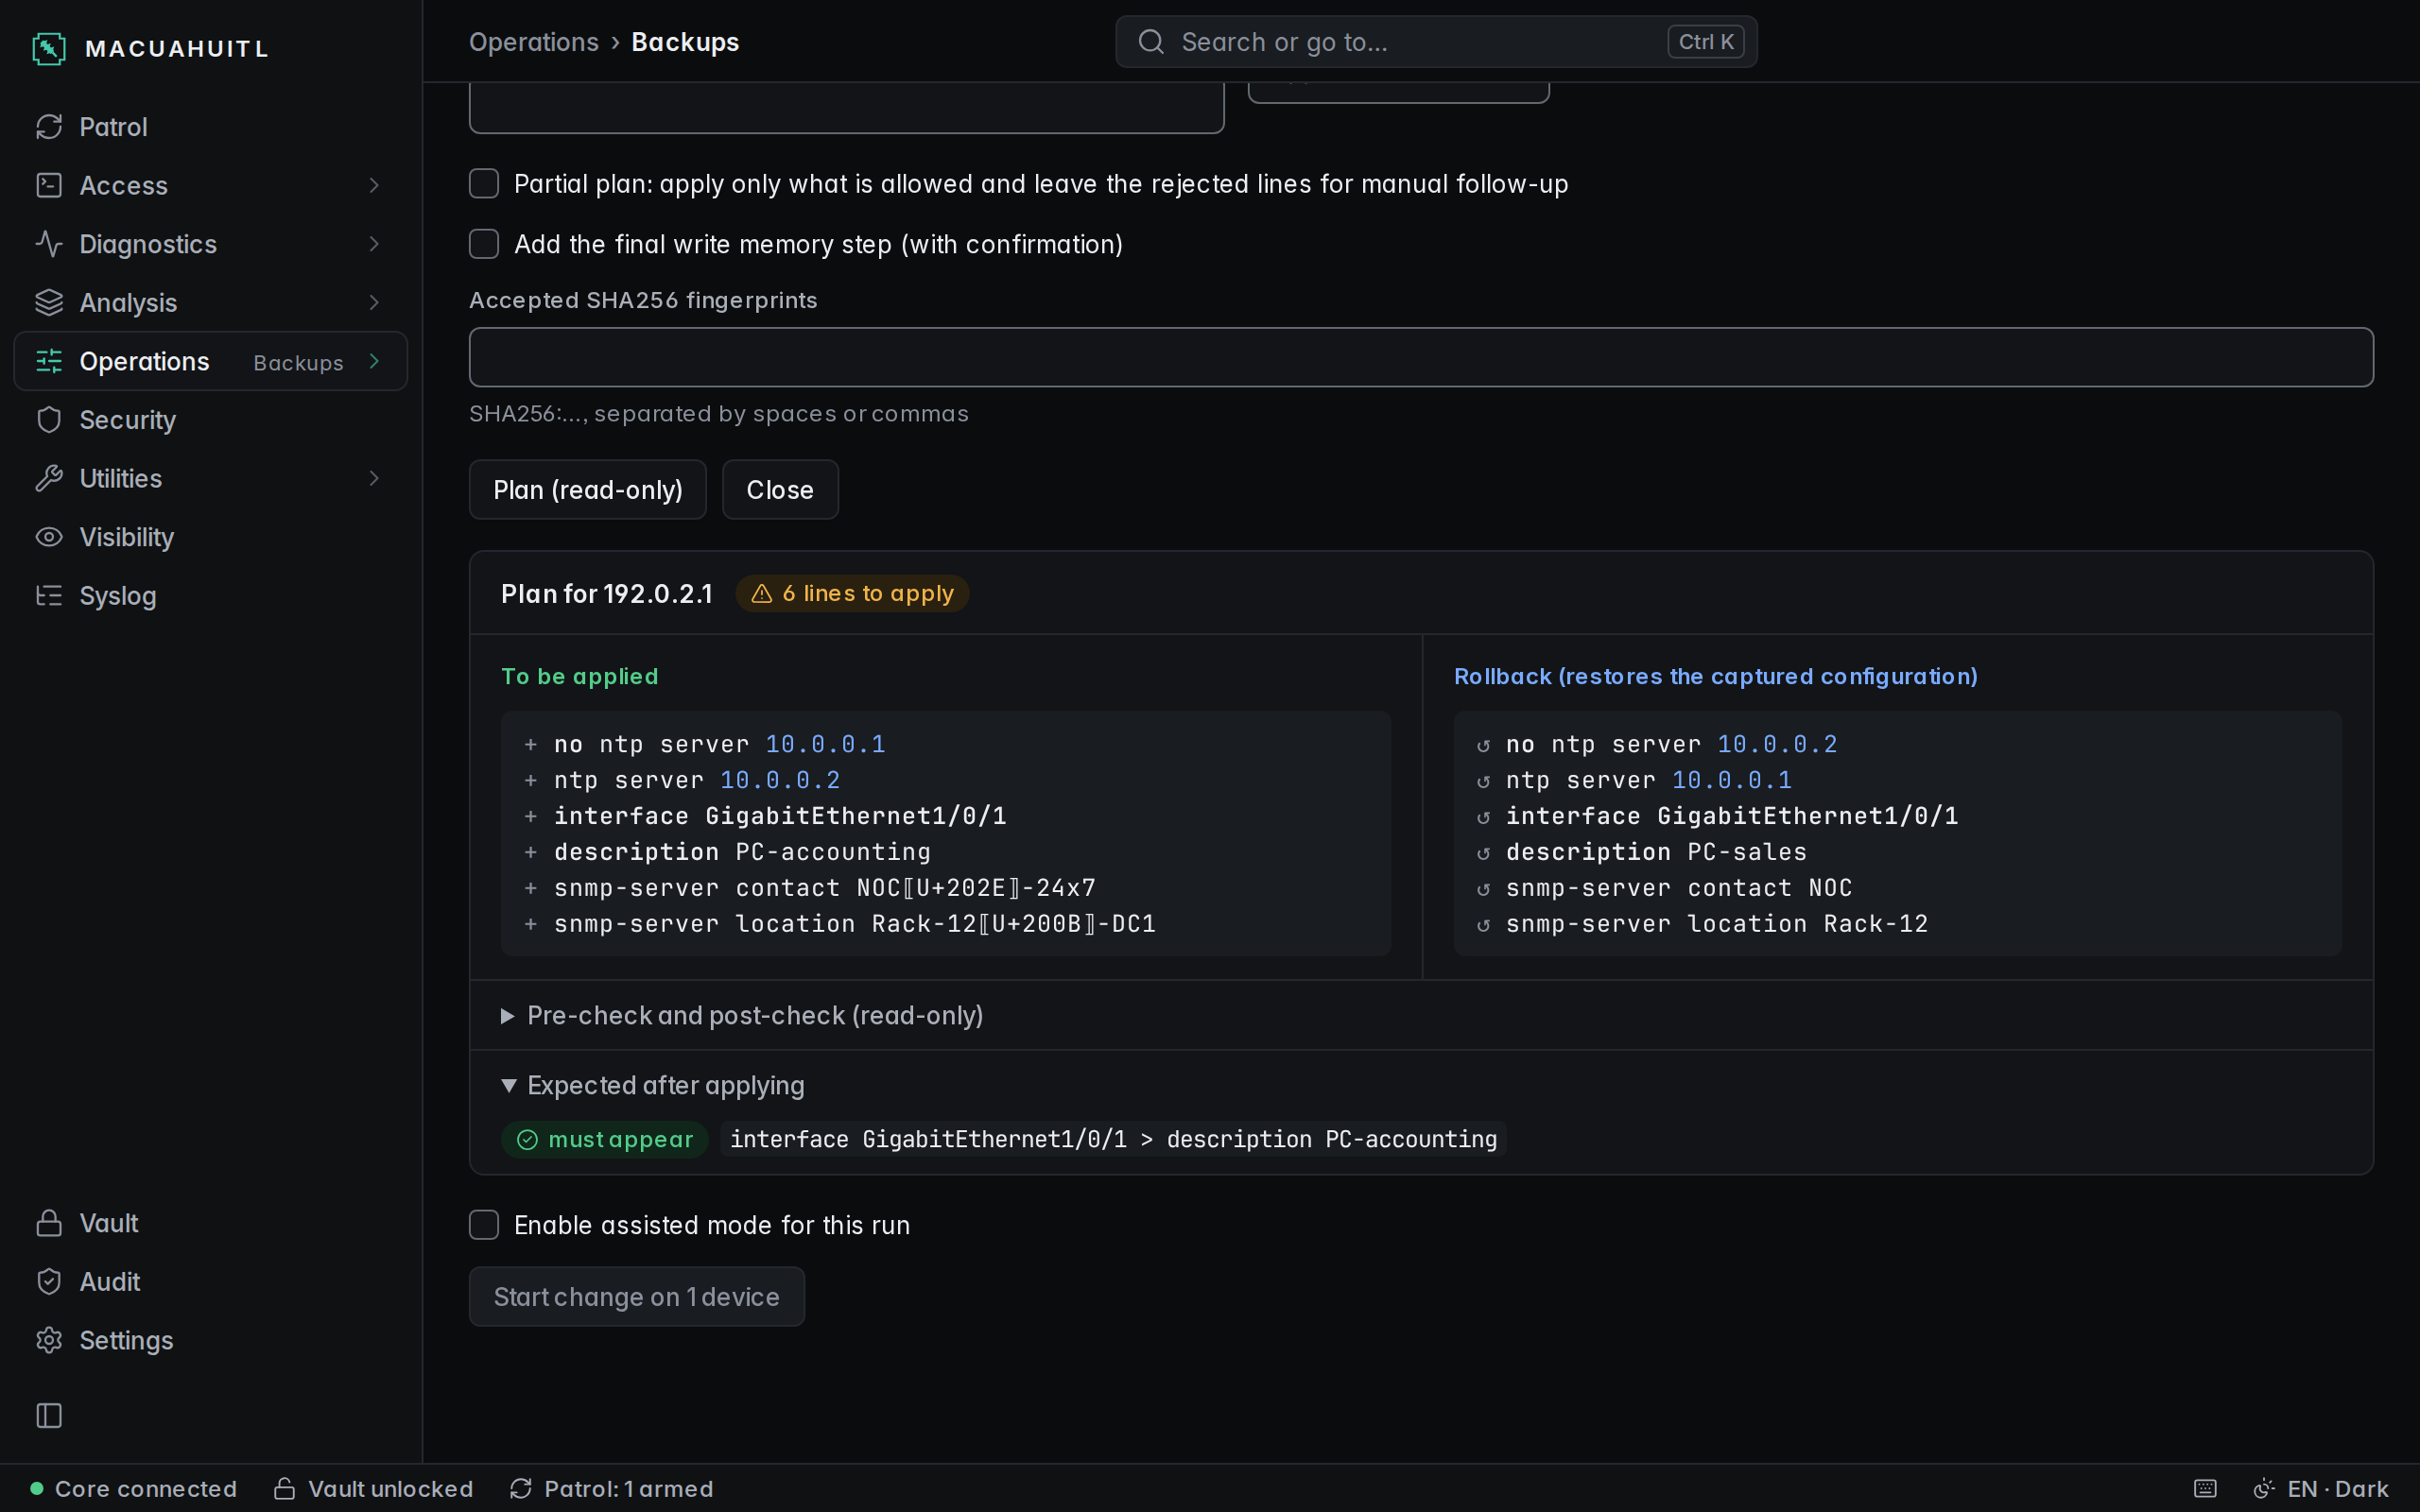 MACUAHUITL
Patrol
Access
Diagnostics
Analysis
Operations Backups
Security
Utilities
Visibility
Syslog
Vault
Audit
Settings
Operations › Backups
Search or go to...
Ctrl K
Partial plan: apply only what is allowed and leave the rejected lines for manual follow-up
Add the final write memory step (with confirmation)
Accepted SHA256 fingerprints
SHA256:..., separated by spaces or commas
Plan (read-only)
Close
Plan for 192.0.2.1
6 lines to apply
To be applied
+ no ntp server 10.0.0.1
+ ntp server 10.0.0.2
+ interface GigabitEthernet1/0/1
+ description PC-accounting
+ snmp-server contact NOC⟦U+202E⟧-24x7
+ snmp-server location Rack-12⟦U+200B⟧-DC1
Rollback (restores the captured configuration)
↺ no ntp server 10.0.0.2
↺ ntp server 10.0.0.1
↺ interface GigabitEthernet1/0/1
↺ description PC-sales
↺ snmp-server contact NOC
↺ snmp-server location Rack-12
▶ Pre-check and post-check (read-only)
▼ Expected after applying
must appear interface GigabitEthernet1/0/1 > description PC-accounting
Enable assisted mode for this run
Start change on 1 device
Core connected
Vault unlocked
Patrol: 1 armed
EN · Dark